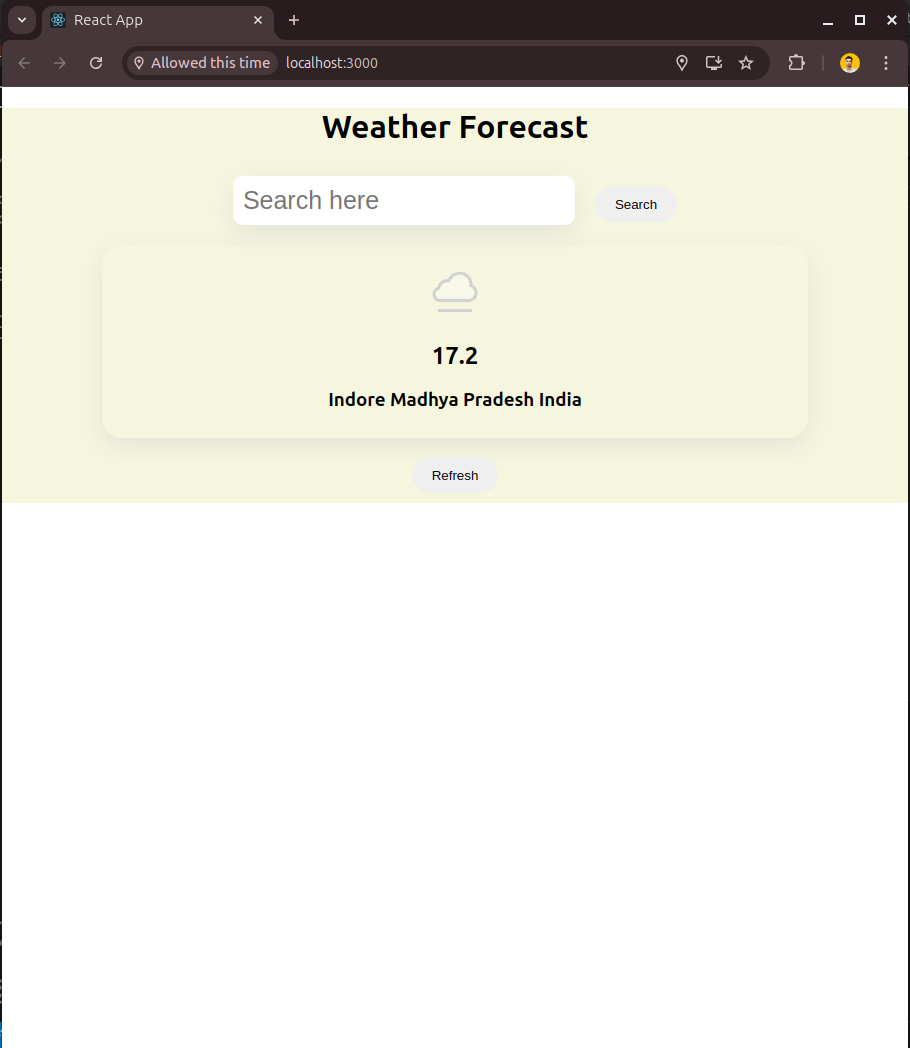 React App
Allowed this time localhost:3000
Weather Forecast
Search here Search
17.2
Indore Madhya Pradesh India
Refresh